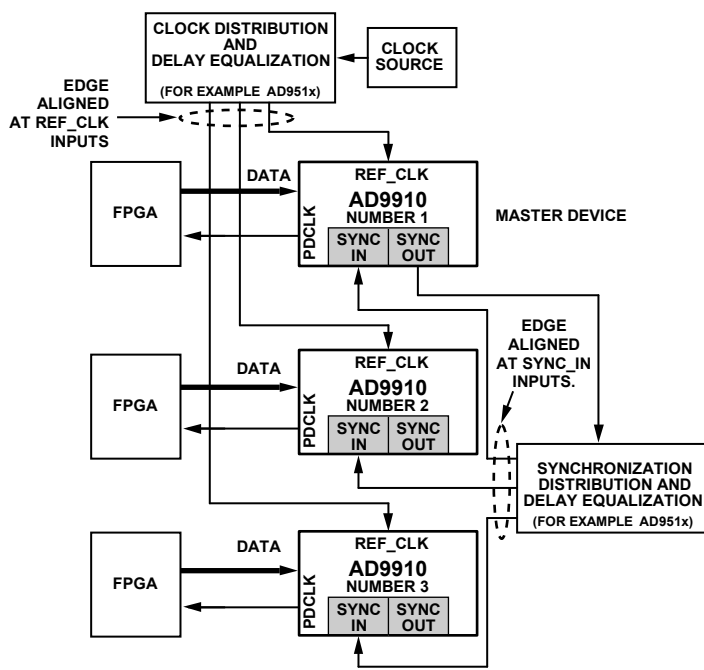 CLOCK DISTRIBUTION
AND
DELAY EQUALIZATION
(FOR EXAMPLE AD951x)
CLOCK
SOURCE
EDGE
ALIGNED
AT REF_CLK
INPUTS
FPGA
DATA
REF_CLK
AD9910
NUMBER 1
PDCLK
SYNC
IN
SYNC
OUT
MASTER DEVICE
EDGE
ALIGNED
AT SYNC_IN
INPUTS.
FPGA
DATA
REF_CLK
AD9910
NUMBER 2
PDCLK
SYNC
IN
SYNC
OUT
SYNCHRONIZATION
DISTRIBUTION AND
DELAY EQUALIZATION
(FOR EXAMPLE AD951x)
FPGA
DATA
REF_CLK
AD9910
NUMBER 3
PDCLK
SYNC
IN
SYNC
OUT